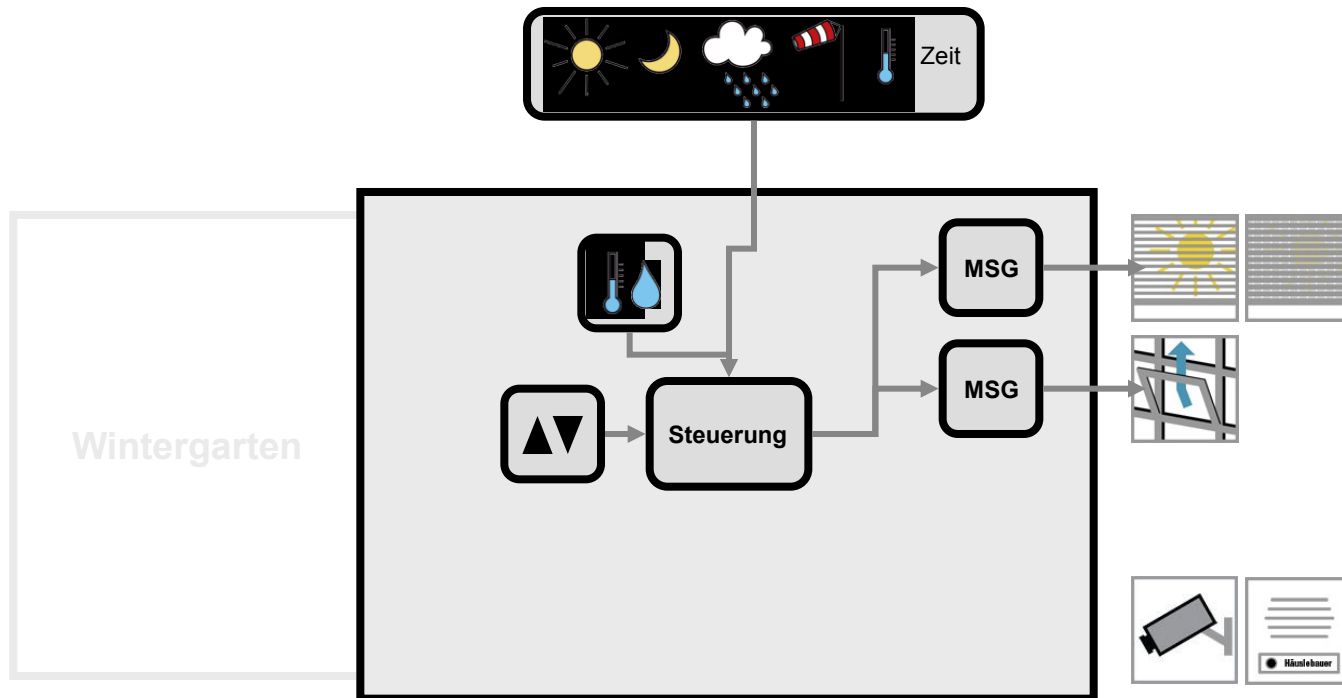 Zeit
MSG
MSG
Steuerung
Wintergarten
Häuslebauer